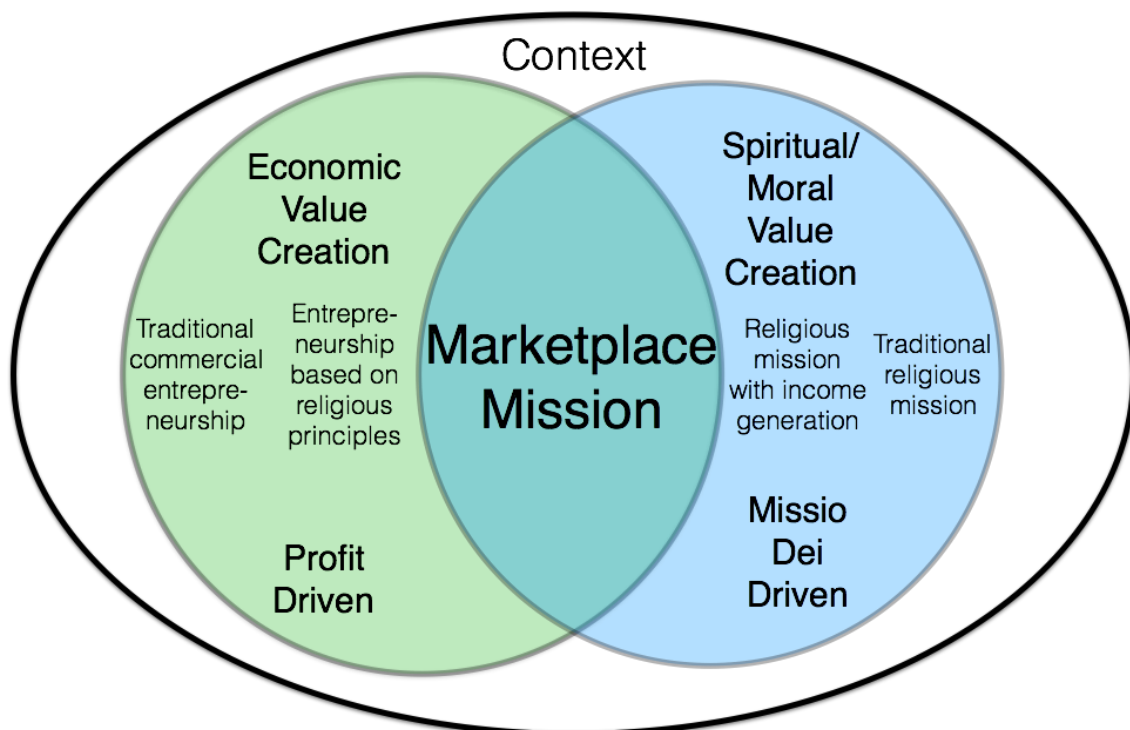 Context
Economic
Value
Creation
Traditional
commercial
entrepre-
neurship
Entrepre-
neurship
based on
religious
principles
Profit
Driven
Marketplace
Mission
Spiritual/
Moral
Value
Creation
Religious
mission
with income
generation
Traditional
religious
mission
Missio
Dei
Driven